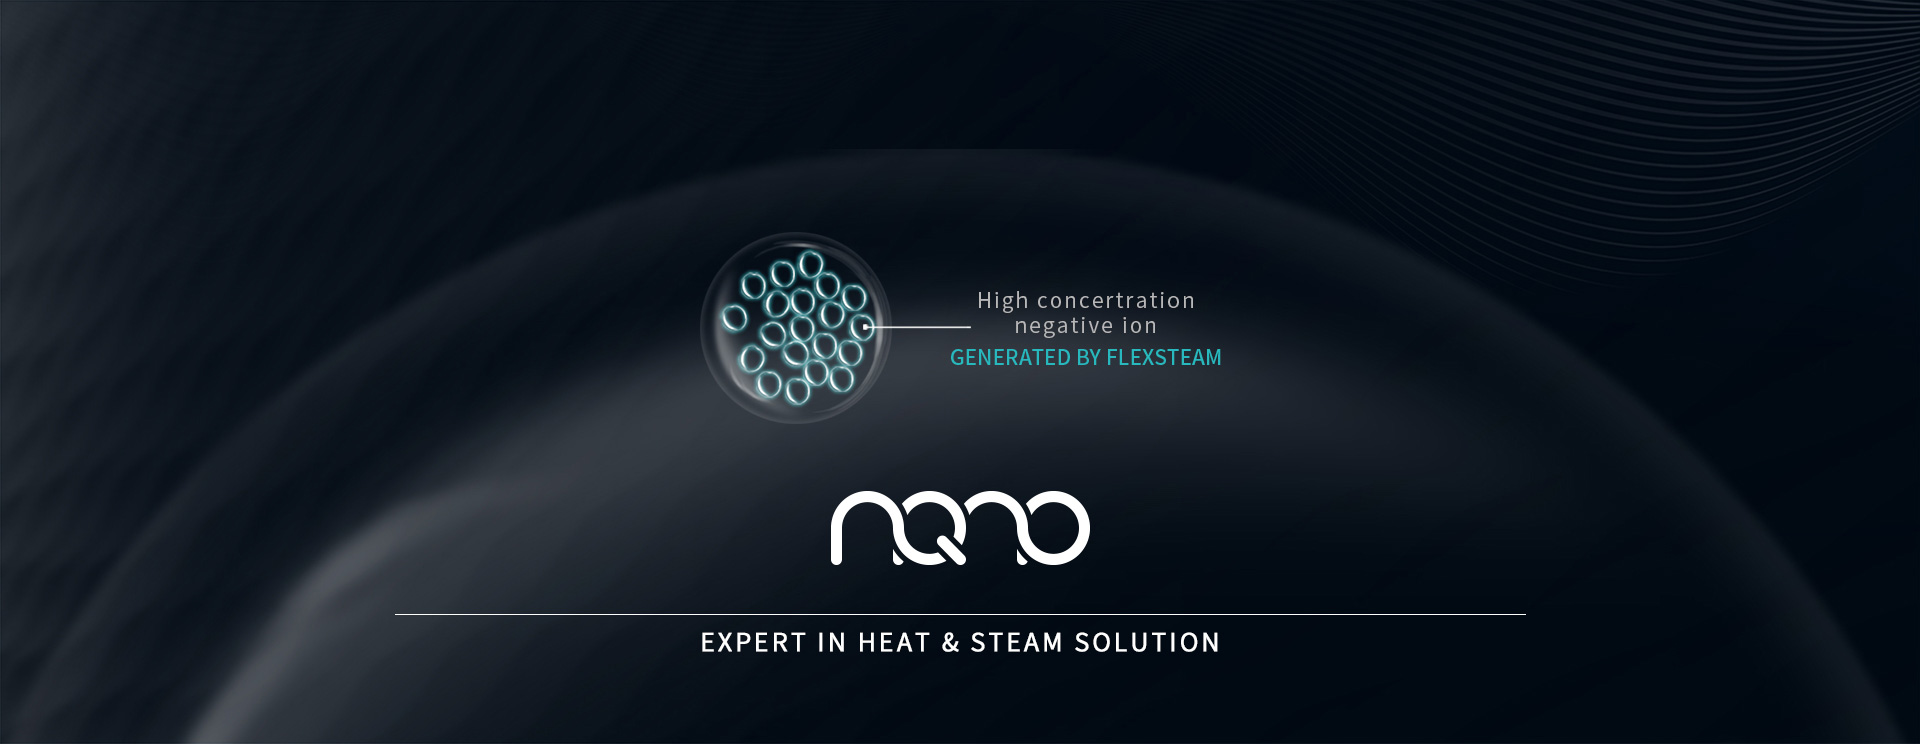 High concertration
negative ion
GENERATED BY FLEXSTEAM
nano
EXPERT IN HEAT & STEAM SOLUTION